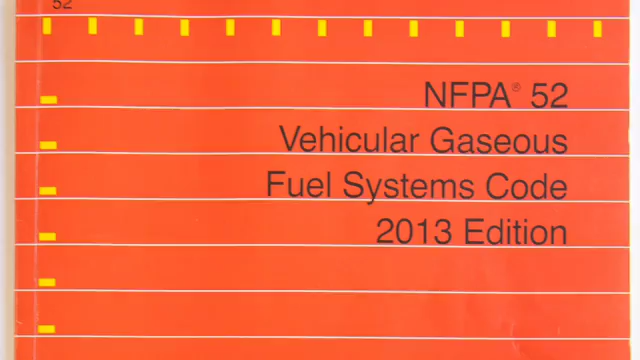 52
NFPA® 52
Vehicular Gaseous
Fuel Systems Code
2013 Edition